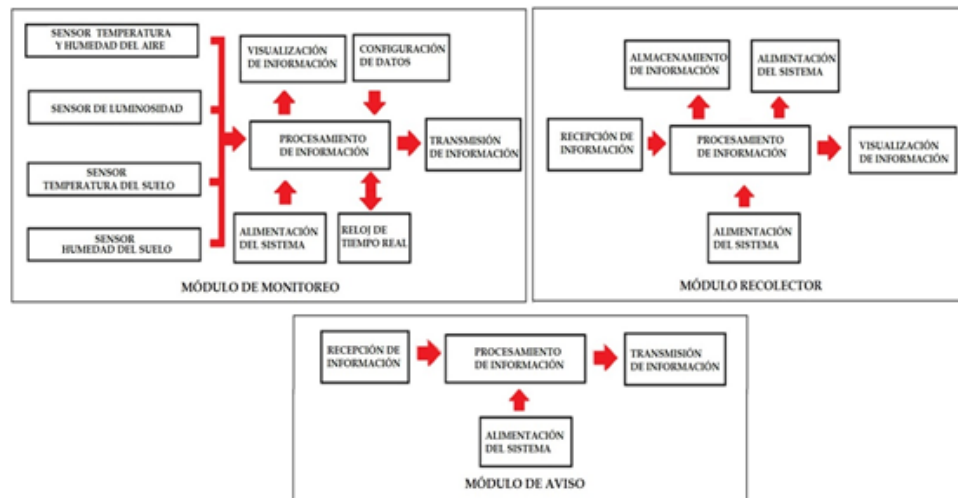 SENSOR TEMPERATURA
Y HUMEDAD DEL AIRE
SENSOR DE LUMINOSIDAD
SENSOR
TEMPERATURA DEL SUELO
SENSOR
HUMEDAD DEL SUELO
VISUALIZACIÓN
DE INFORMACIÓN
CONFIGURACIÓN
DE DATOS
PROCESAMIENTO
DE INFORMACIÓN
TRANSMISIÓN
DE INFORMACIÓN
ALIMENTACIÓN
DEL SISTEMA
RELOJ DE
TIEMPO REAL
MÓDULO DE MONITOREO
ALMACENAMIENTO
DE INFORMACIÓN
ALIMENTACIÓN
DEL SISTEMA
RECEPCIÓN DE
INFORMACIÓN
PROCESAMIENTO
DE INFORMACIÓN
VISUALIZACIÓN
DE INFORMACIÓN
ALIMENTACIÓN
DEL SISTEMA
MÓDULO RECOLECTOR
RECEPCIÓN DE
INFORMACIÓN
PROCESAMIENTO
DE INFORMACIÓN
TRANSMISIÓN
DE INFORMACIÓN
ALIMENTACIÓN
DEL SISTEMA
MÓDULO DE AVISO